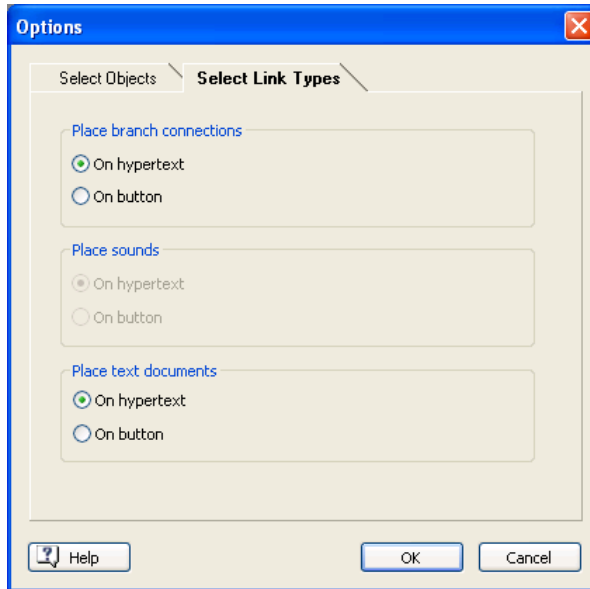 Options
Select Objects
Select Link Types
Place branch connections
On hypertext
On button
Place sounds
On hypertext
On button
Place text documents
On hypertext
On button
Help
OK
Cancel